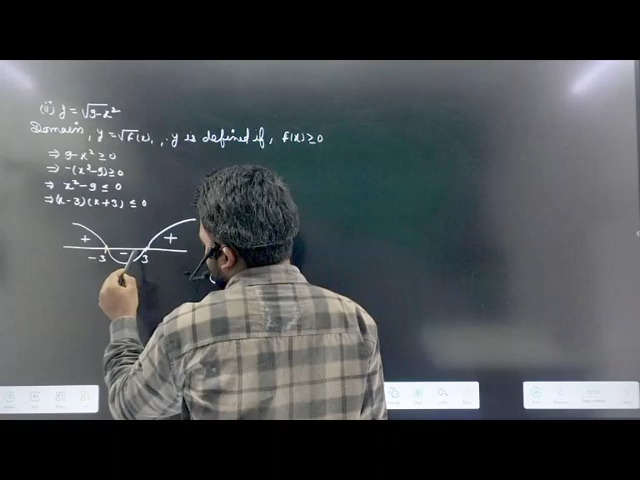 (ii) y = √9-x²
Domain, y = √f(x), ∴ y is defined if, f(x) ≥ 0
⇒ 9-x² ≥ 0
⇒ -(x²-9) ≥ 0
⇒ x²-9 ≤ 0
⇒ (x-3)(x+3) ≤ 0
+ - +
-3 3